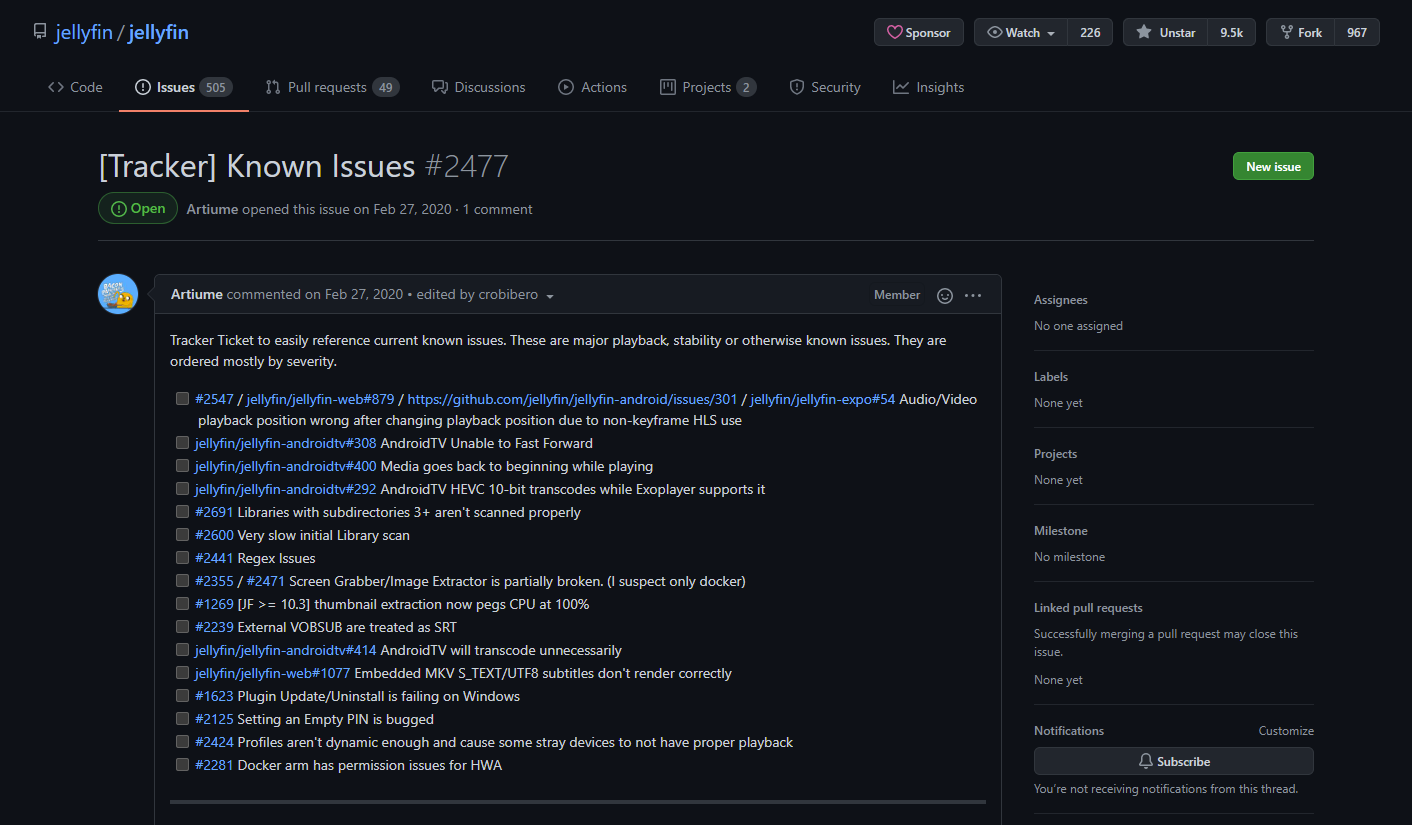 jellyfin / jellyfin
Sponsor
Watch 226
Unstar 9.5k
Fork 967
Code
Issues 505
Pull requests 49
Discussions
Actions
Projects 2
Security
Insights
[Tracker] Known Issues #2477
New issue
Open
Artiume opened this issue on Feb 27, 2020 · 1 comment
Artiume commented on Feb 27, 2020 • edited by crobibero
Member
Tracker Ticket to easily reference current known issues. These are major playback, stability or otherwise known issues. They are
ordered mostly by severity.
#2547 / jellyfin/jellyfin-web#879 / https://github.com/jellyfin/jellyfin-android/issues/301 / jellyfin/jellyfin-expo#54 Audio/Video
playback position wrong after changing playback position due to non-keyframe HLS use
jellyfin/jellyfin-androidtv#308 AndroidTV Unable to Fast Forward
jellyfin/jellyfin-androidtv#400 Media goes back to beginning while playing
jellyfin/jellyfin-androidtv#292 AndroidTV HEVC 10-bit transcodes while Exoplayer supports it
#2691 Libraries with subdirectories 3+ aren't scanned properly
#2600 Very slow initial Library scan
#2441 Regex Issues
#2355 / #2471 Screen Grabber/Image Extractor is partially broken. (I suspect only docker)
#1269 [JF >= 10.3] thumbnail extraction now pegs CPU at 100%
#2239 External VOBSUB are treated as SRT
jellyfin/jellyfin-androidtv#414 AndroidTV will transcode unnecessarily
jellyfin/jellyfin-web#1077 Embedded MKV S_TEXT/UTF8 subtitles don't render correctly
#1623 Plugin Update/Uninstall is failing on Windows
#2125 Setting an Empty PIN is bugged
#2424 Profiles aren't dynamic enough and cause some stray devices to not have proper playback
#2281 Docker arm has permission issues for HWA
Assignees
No one assigned
Labels
None yet
Projects
None yet
Milestone
No milestone
Linked pull requests
Successfully merging a pull request may close this
issue.
None yet
Notifications
Customize
Subscribe
You're not receiving notifications from this thread.